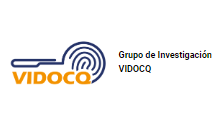 VIDOCQ
Grupo de Investigación
VIDOCQ